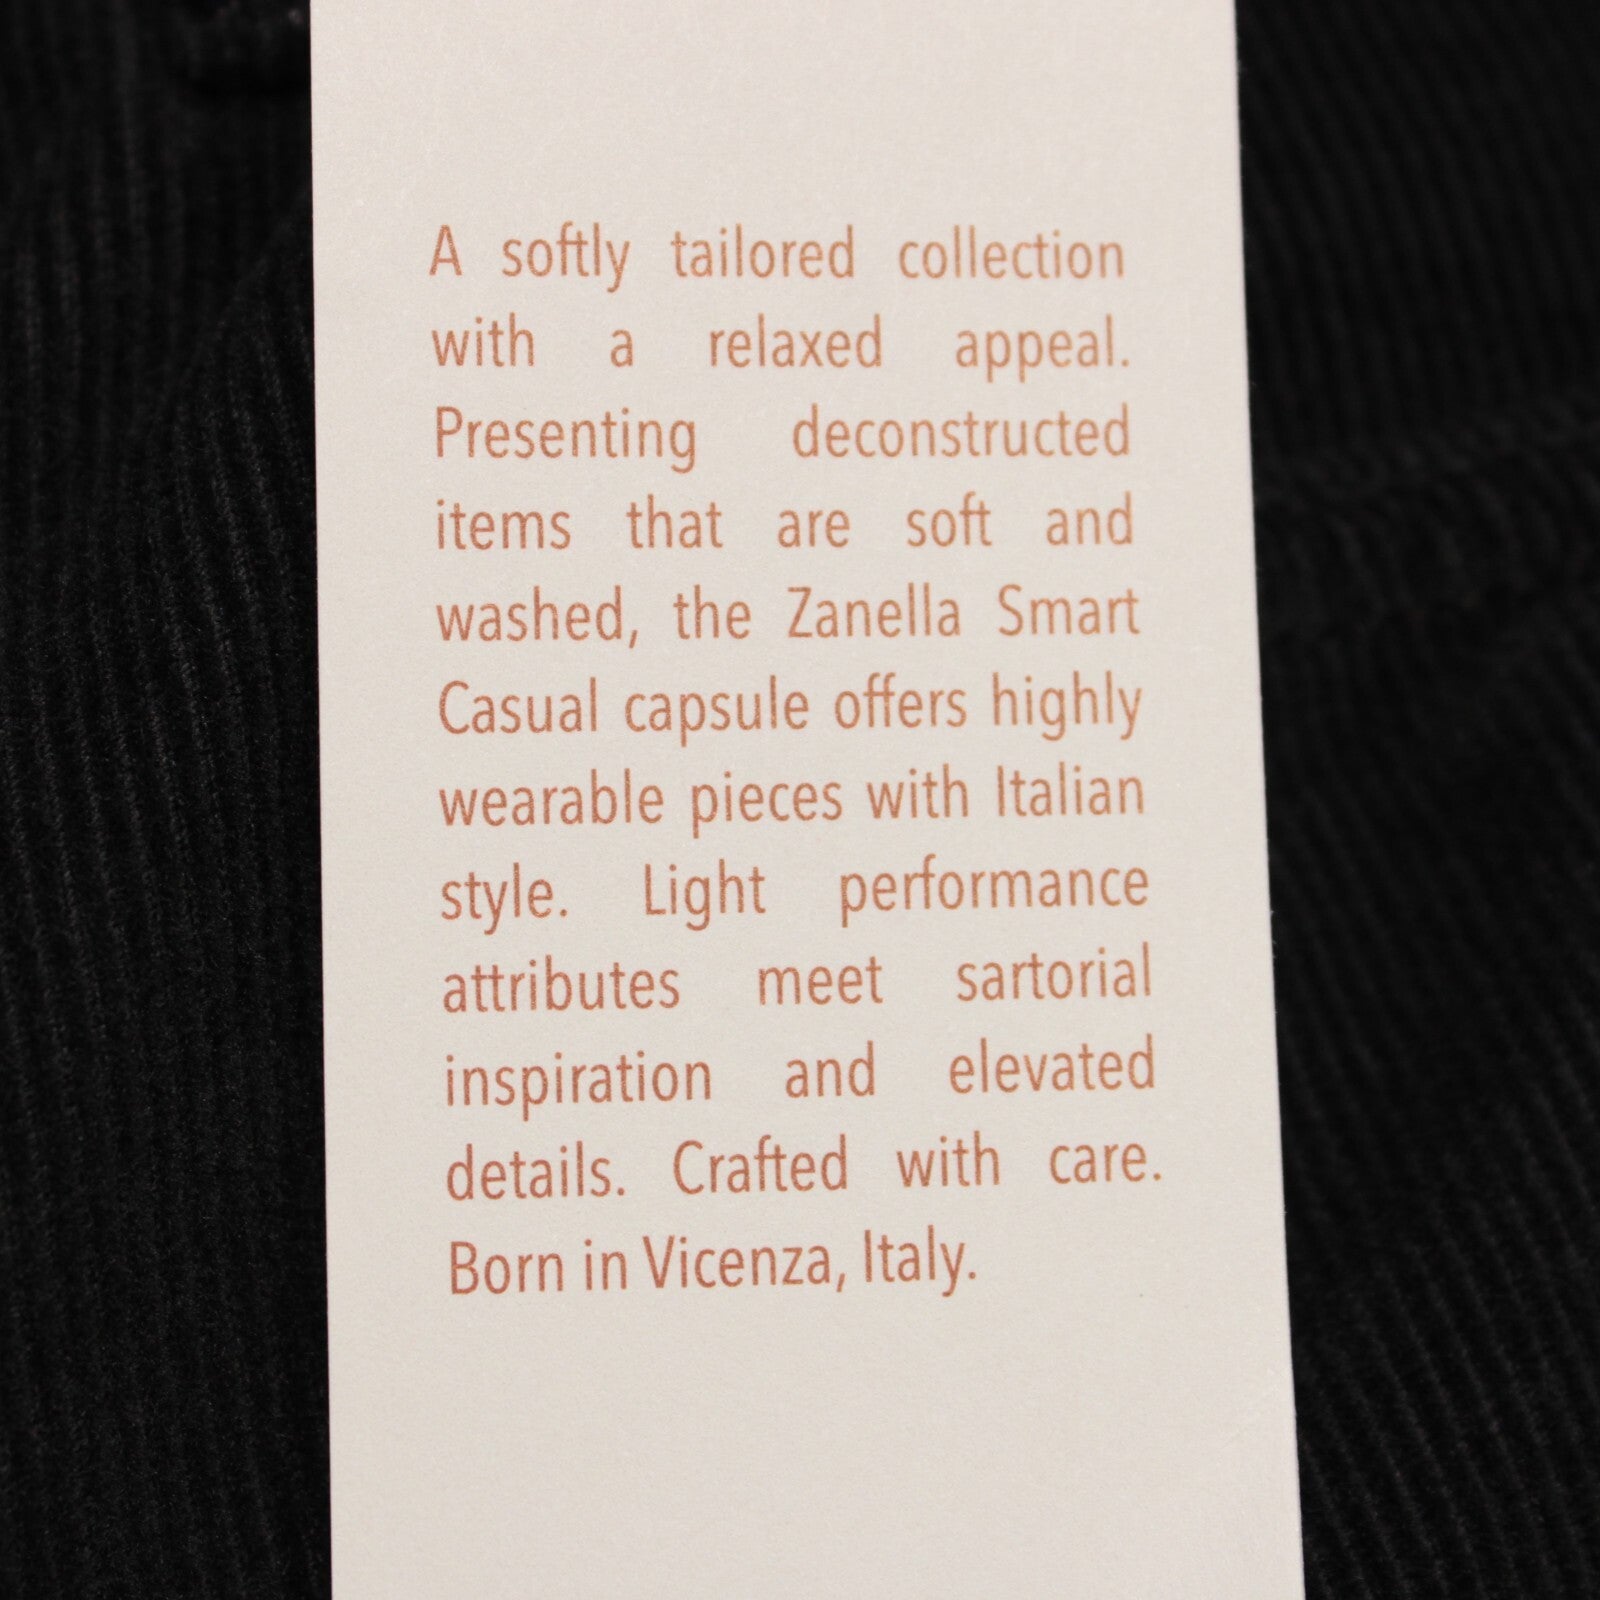 A softly tailored collection
with a relaxed appeal.
Presenting deconstructed
items that are soft and
washed, the Zanella Smart
Casual capsule offers highly
wearable pieces with Italian
style. Light performance
attributes meet sartorial
inspiration and elevated
details. Crafted with care.
Born in Vicenza, Italy.